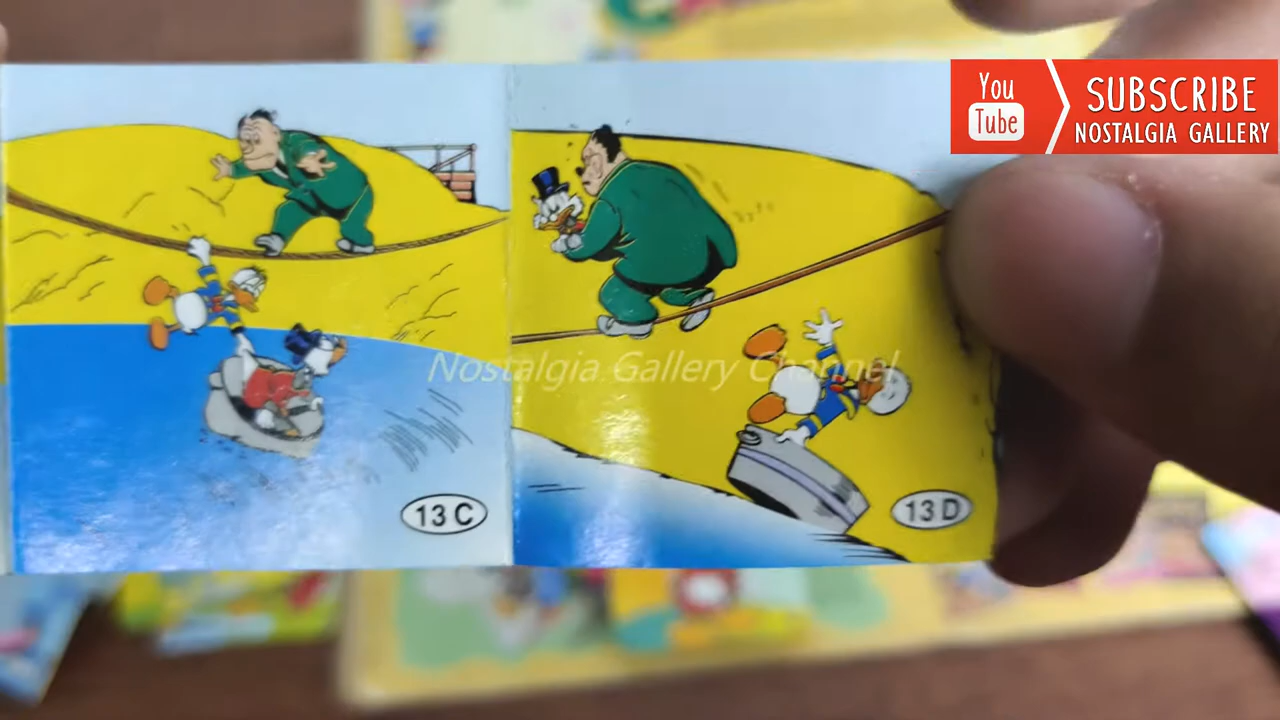 You
Tube
SUBSCRIBE
NOSTALGIA GALLERY
Nostalgia Gallery Channel
13 C
13 D